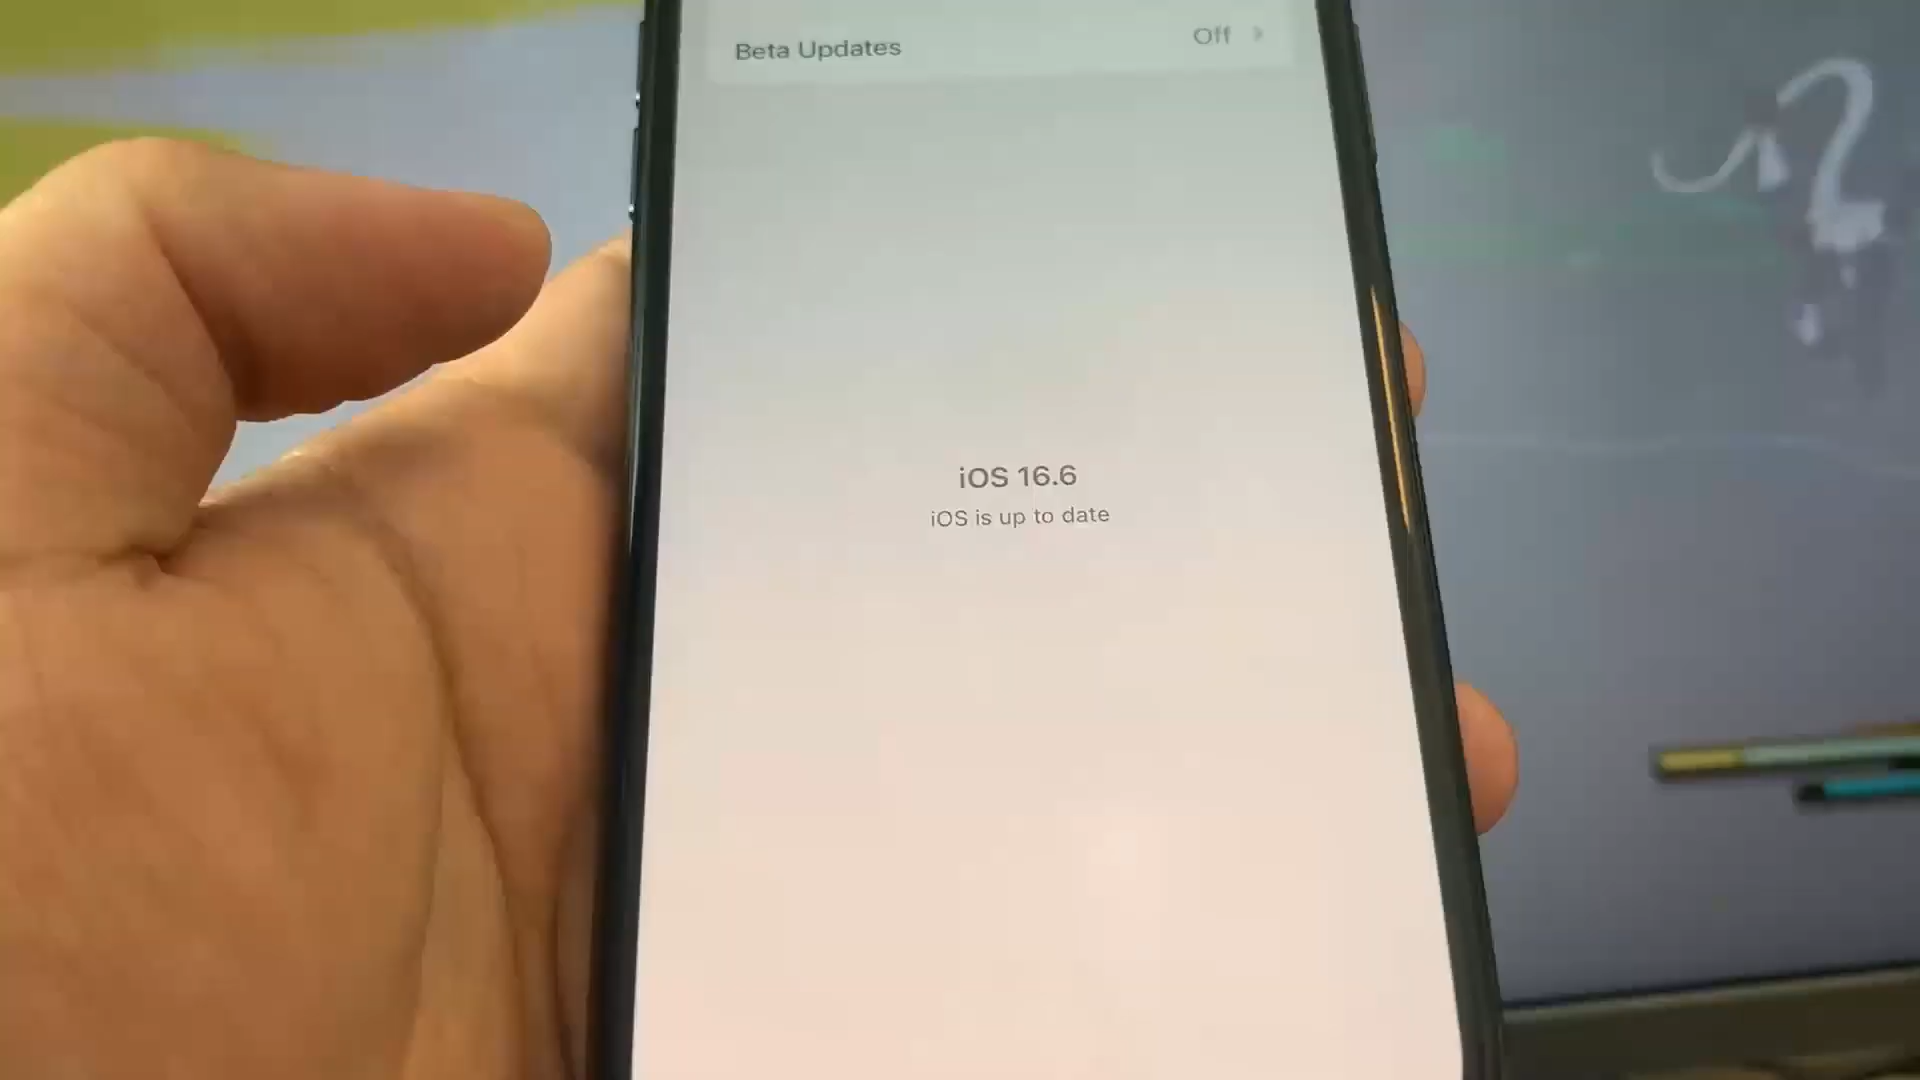 Beta Updates Off
iOS 16.6
iOS is up to date